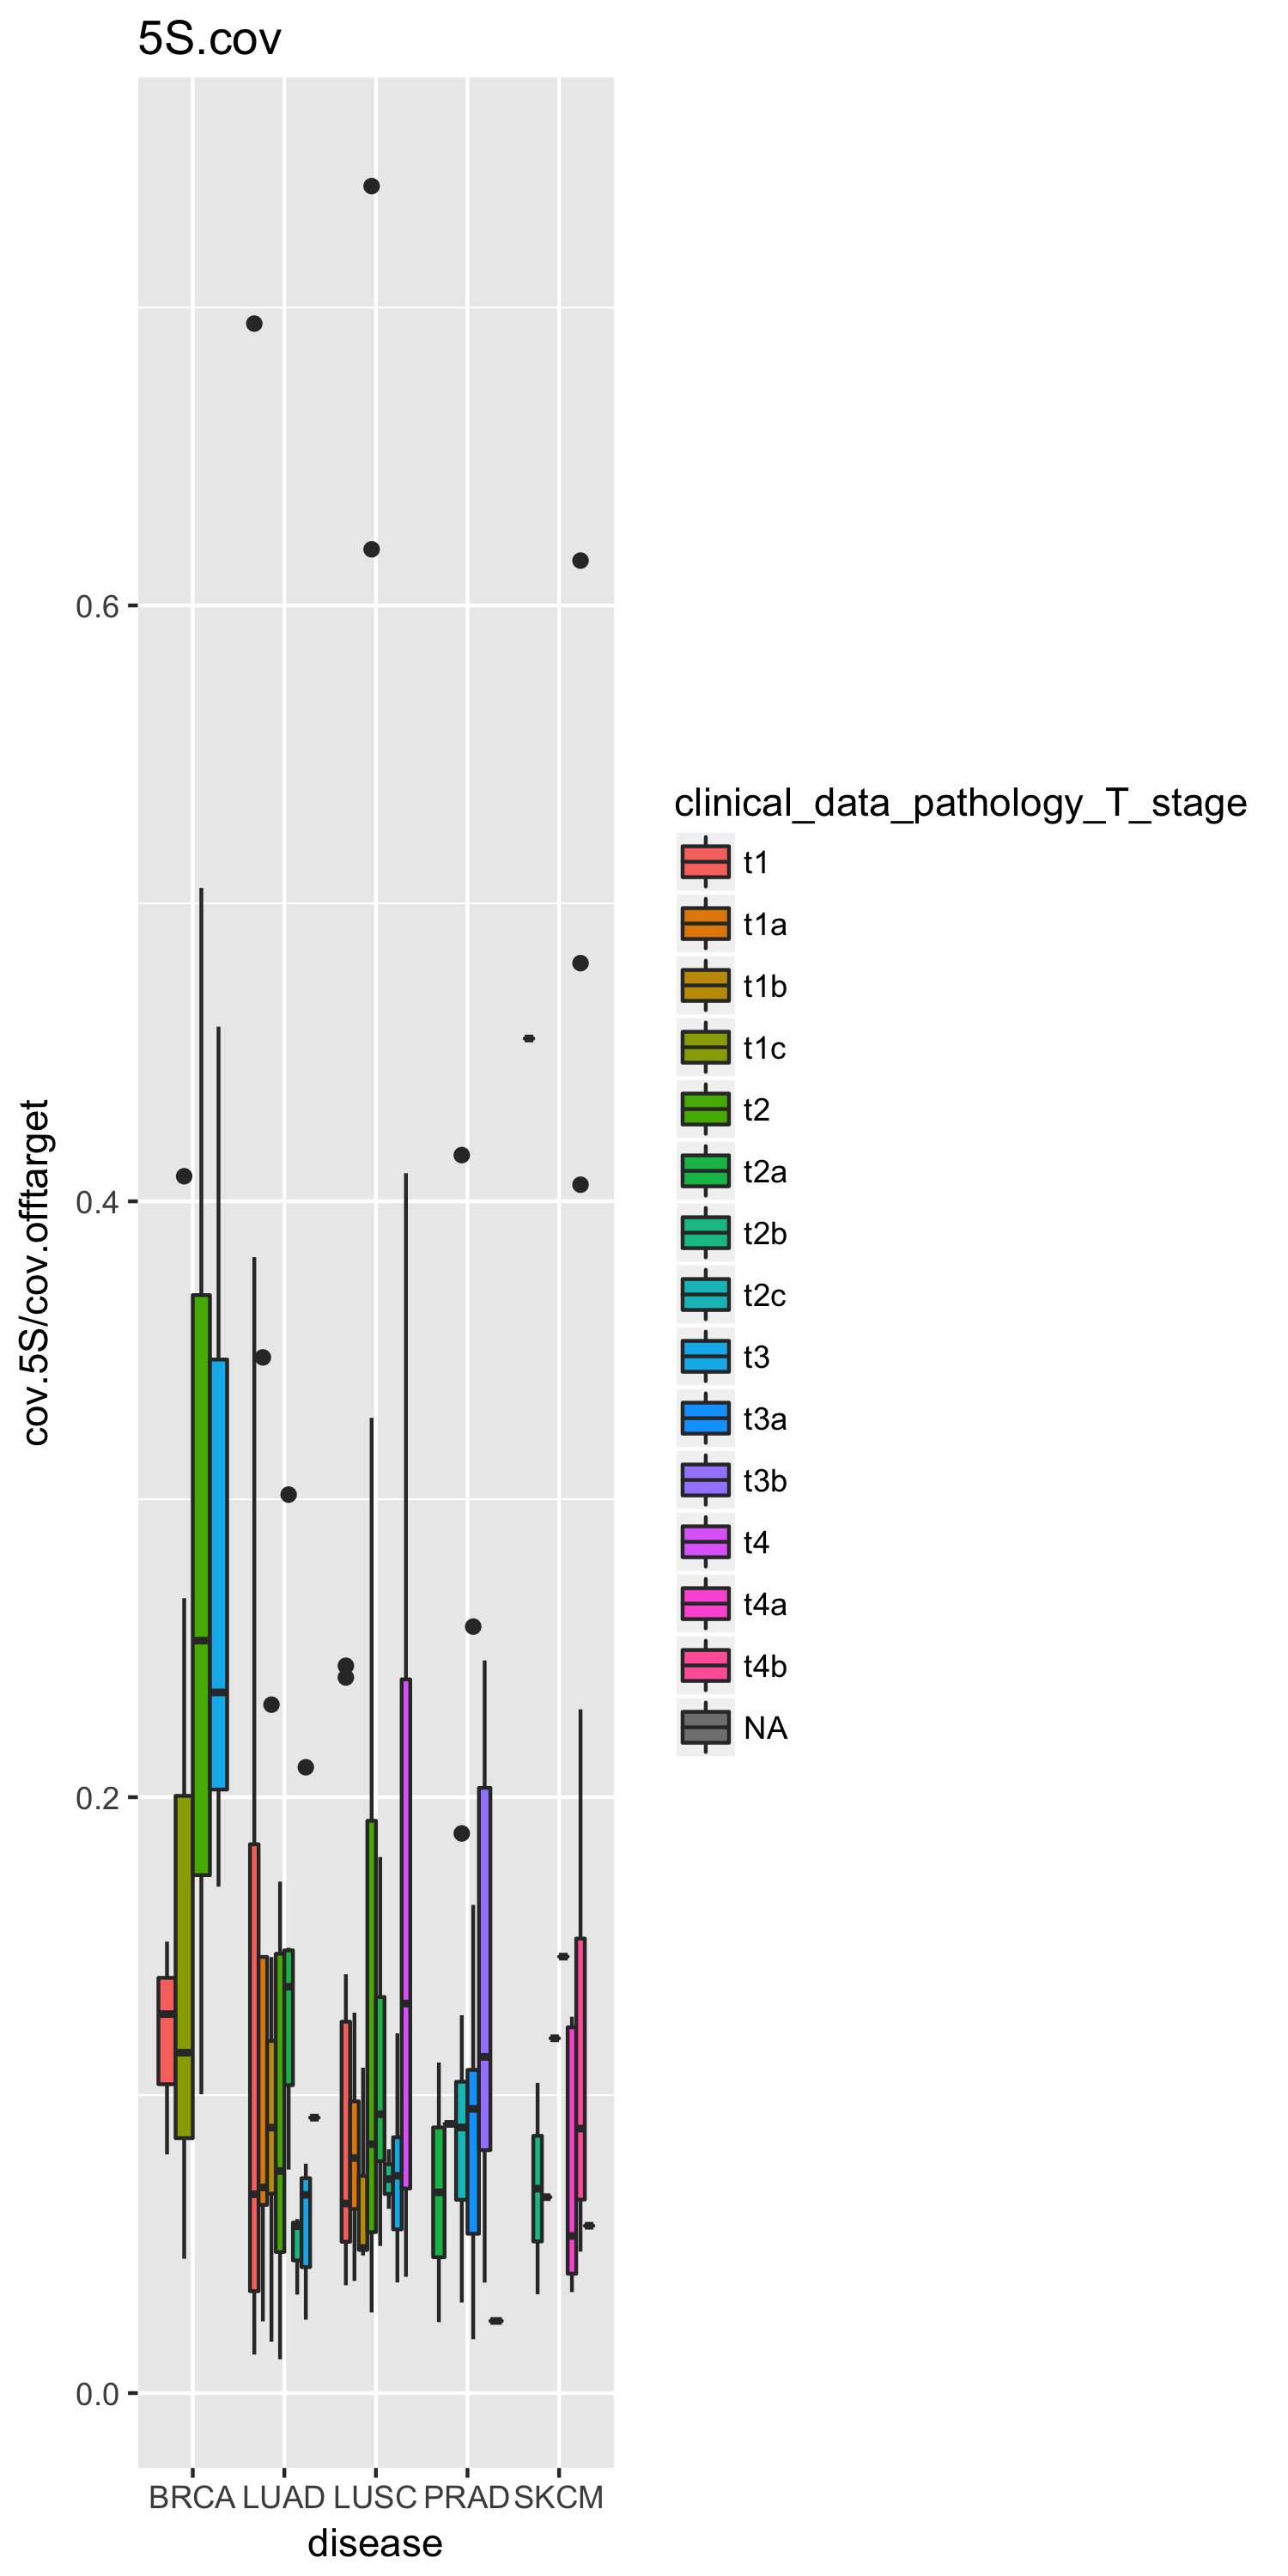 5S.cov
cov.5S/cov.offtarget
0.6
0.4
0.2
0.0
BRCA LUAD LUSC PRAD SKCM
disease
clinical_data_pathology_T_stage
t1
t1a
t1b
t1c
t2
t2a
t2b
t2c
t3
t3a
t3b
t4
t4a
t4b
NA